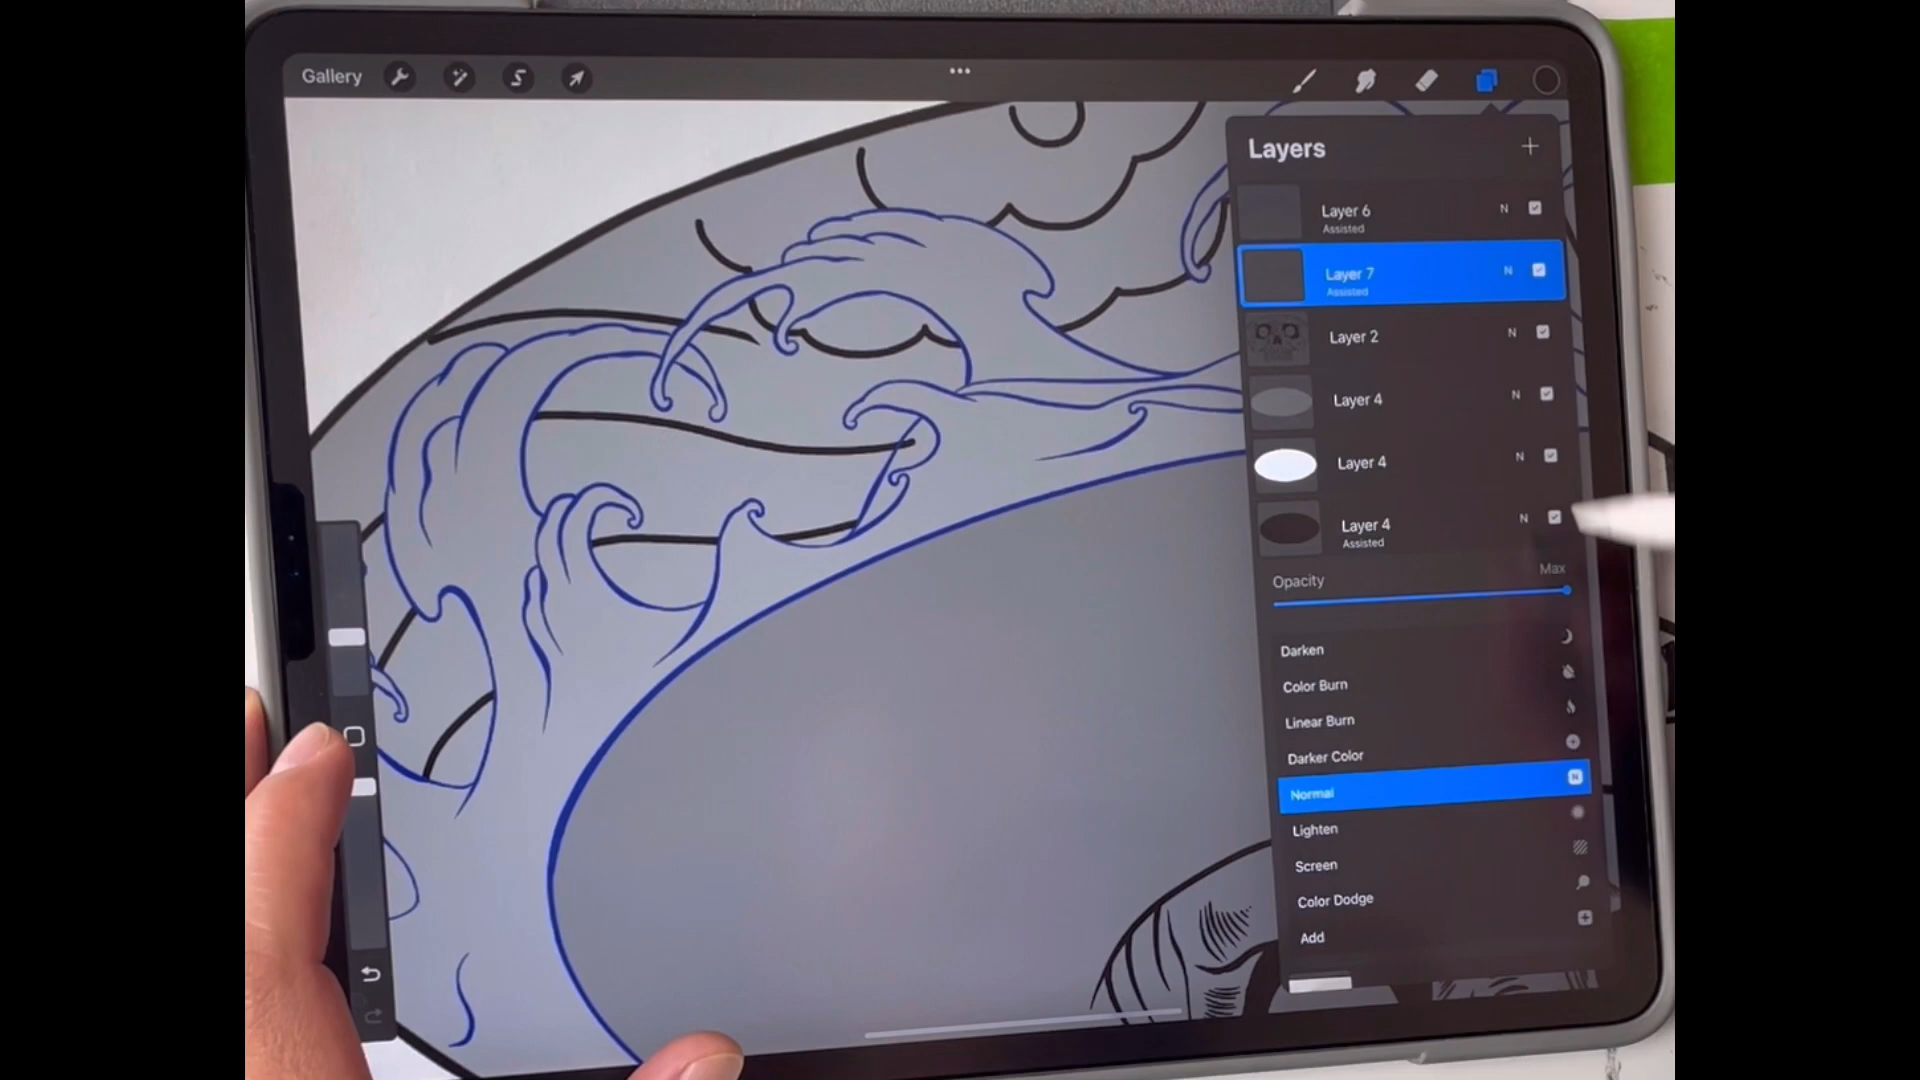 Gallery
Layers
Layer 6
N
Assisted
Layer 7
N
Assisted
Layer 2
N
Layer 4
N
Layer 4
N
Layer 4
N
Assisted
Opacity
Max
Darken
Color Burn
Linear Burn
Darker Color
Normal
N
Lighten
Screen
Color Dodge
Add